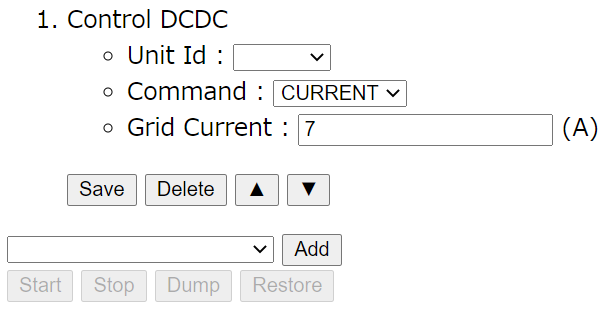 1. Control DCDC
Unit Id :
Command : CURRENT
Grid Current : 7 (A)
Save Delete ▲ ▼
Add
Start Stop Dump Restore